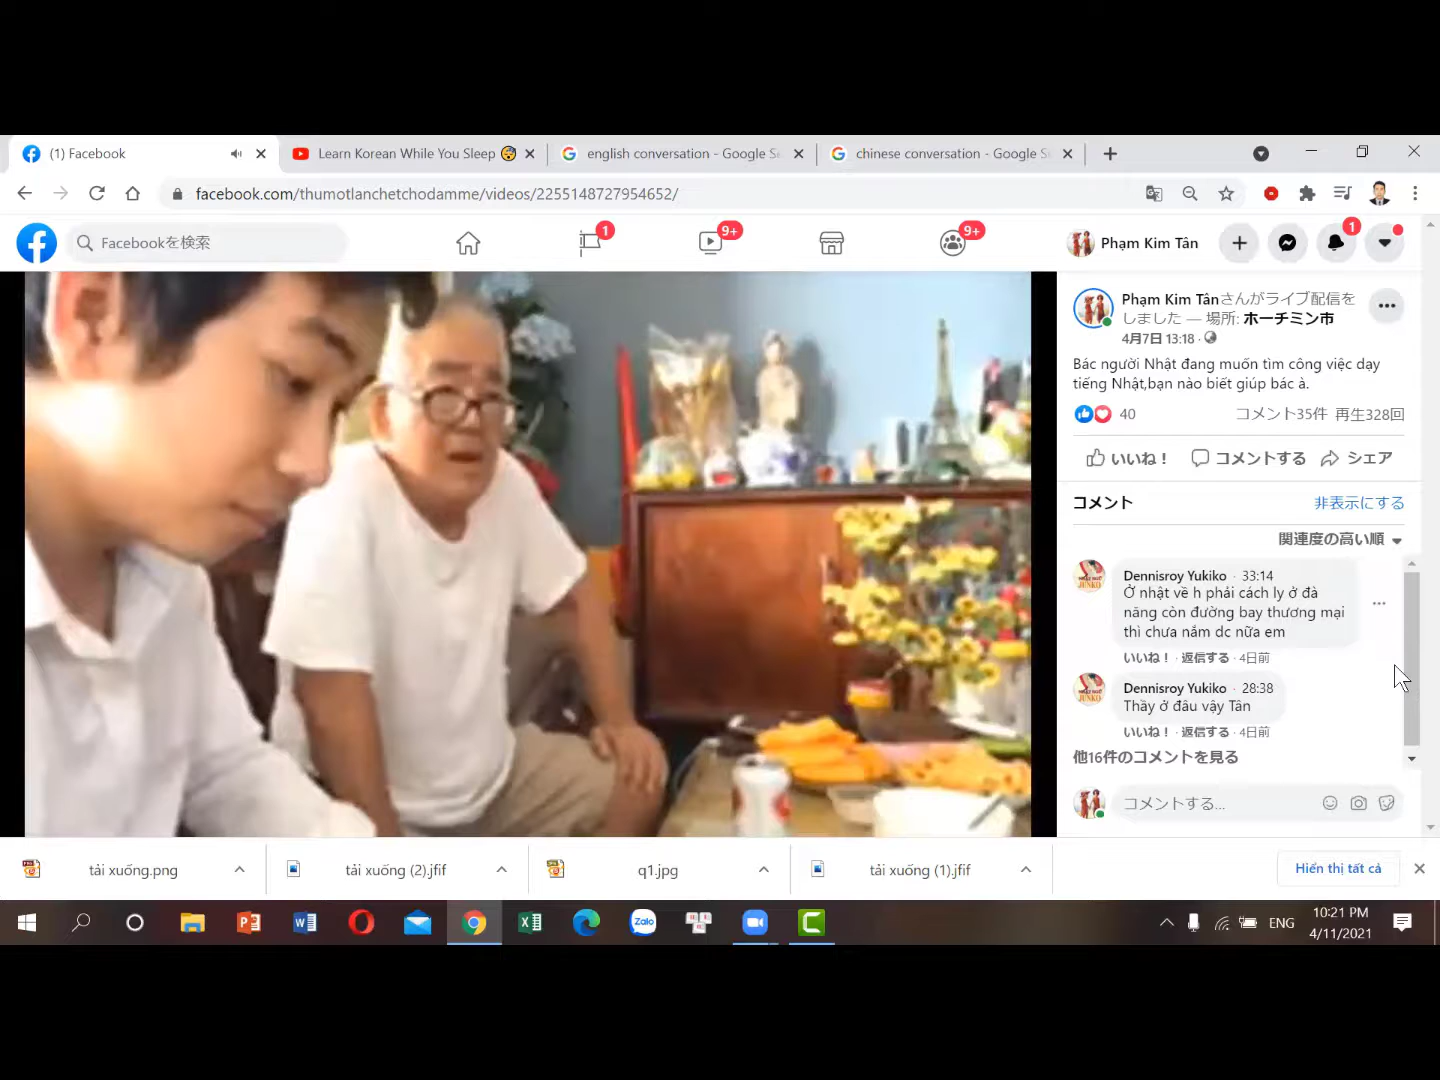 (1) Facebook
Learn Korean While You Sleep 😴
english conversation - Google S
chinese conversation - Google S
facebook.com/thumotlanchetchodamme/videos/2255148727954652/
Facebookを検索
1
9+
9+
Phạm Kim Tân
1
Phạm Kim Tânさんがライブ配信を
しました — 場所: ホーチミン市
4月7日 13:18 ·
Bác người Nhật đang muốn tìm công việc dạy
tiếng Nhật,bạn nào biết giúp bác à.
40
コメント35件 再生328回
いいね！ コメントする シェア
コメント
非表示にする
関連度の高い順
Dennisroy Yukiko · 33:14
Ở nhật về h phải cách ly ở đà
nãng còn đường bay thương mại
thì chưa nắm dc nữa em
いいね！ · 返信する · 4日前
Dennisroy Yukiko · 28:38
Thầy ở đâu vậy Tân
いいね！ · 返信する · 4日前
他16件のコメントを見る
コメントする...
tải xuống.png
tải xuống (2).jfif
q1.jpg
tải xuống (1).jfif
Hiển thị tất cả
Zalo
ENG
10:21 PM
4/11/2021